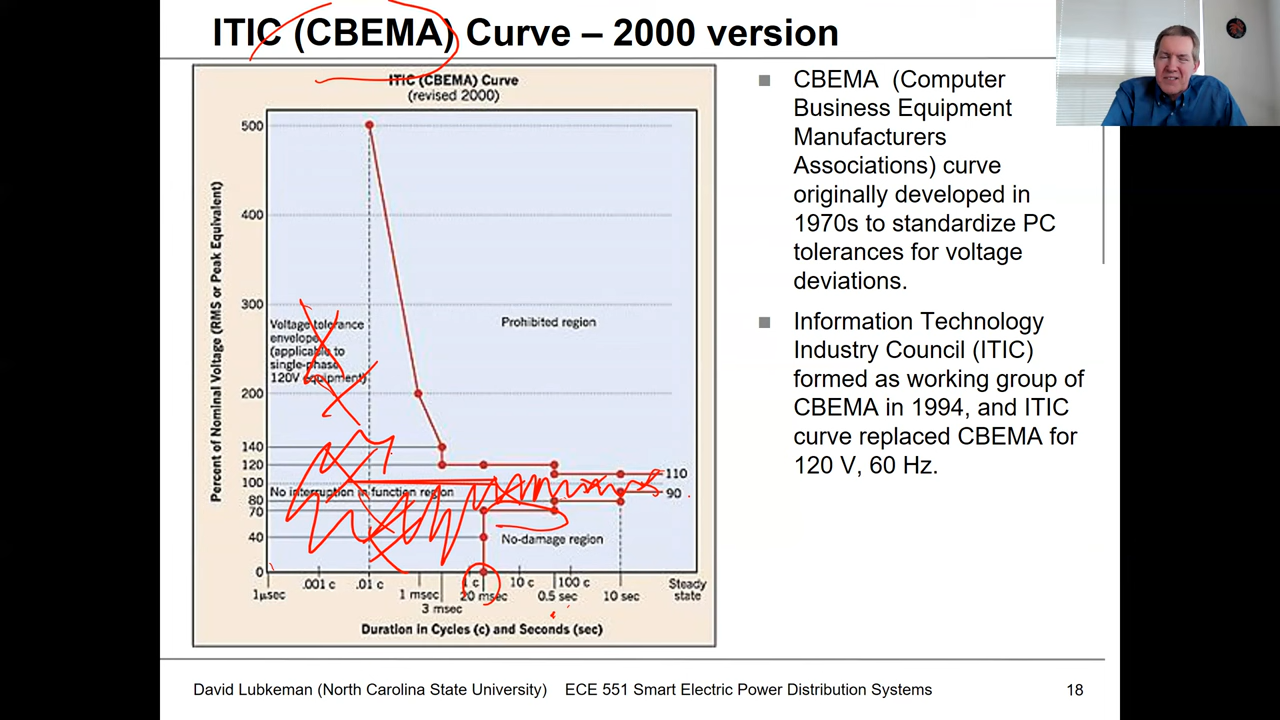 ITIC (CBEMA) Curve – 2000 version
ITIC (CBEMA) Curve
(revised 2000)
Percent of Nominal Voltage (RMS or Peak Equivalent)
500
400
300
200
140
120
100
80
70
40
0
Voltage tolerance
envelope
(applicable to
single-phase
120V equipment)
Prohibited region
No interruption in function region
No-damage region
110
90
.001 c
.01 c
1 c
10 c
100 c
Steady
state
1µsec
1 msec
3 msec
20 msec
0.5 sec
10 sec
Duration in Cycles (c) and Seconds (sec)
■ CBEMA (Computer
Business Equipment
Manufacturers
Associations) curve
originally developed in
1970s to standardize PC
tolerances for voltage
deviations.
■ Information Technology
Industry Council (ITIC)
formed as working group of
CBEMA in 1994, and ITIC
curve replaced CBEMA for
120 V, 60 Hz.
David Lubkeman (North Carolina State University) ECE 551 Smart Electric Power Distribution Systems 18